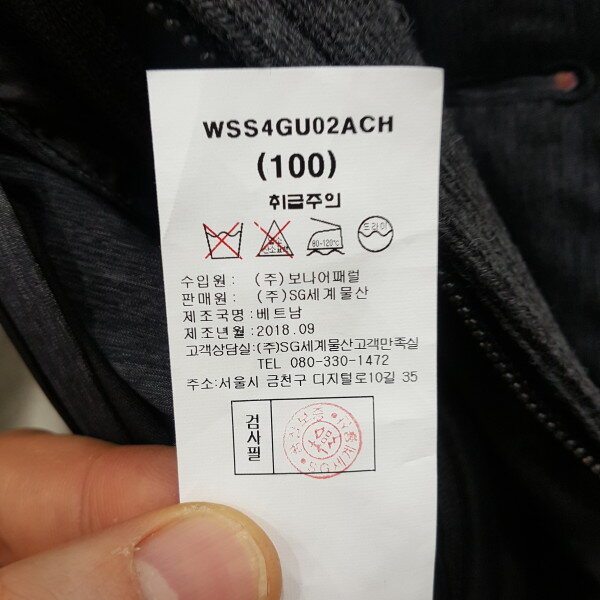 WSS4GU02ACH
(100)
취급주의
80-120℃
드라이
수입원 : (주) 보나어패럴
판매원 : (주)SG세계물산
제조국명 : 베트남
제조년월 : 2018.09
고객상담실:(주)SG세계물산고객만족실
TEL 080-330-1472
주소:서울시 금천구 디지털로10길 35
검사필